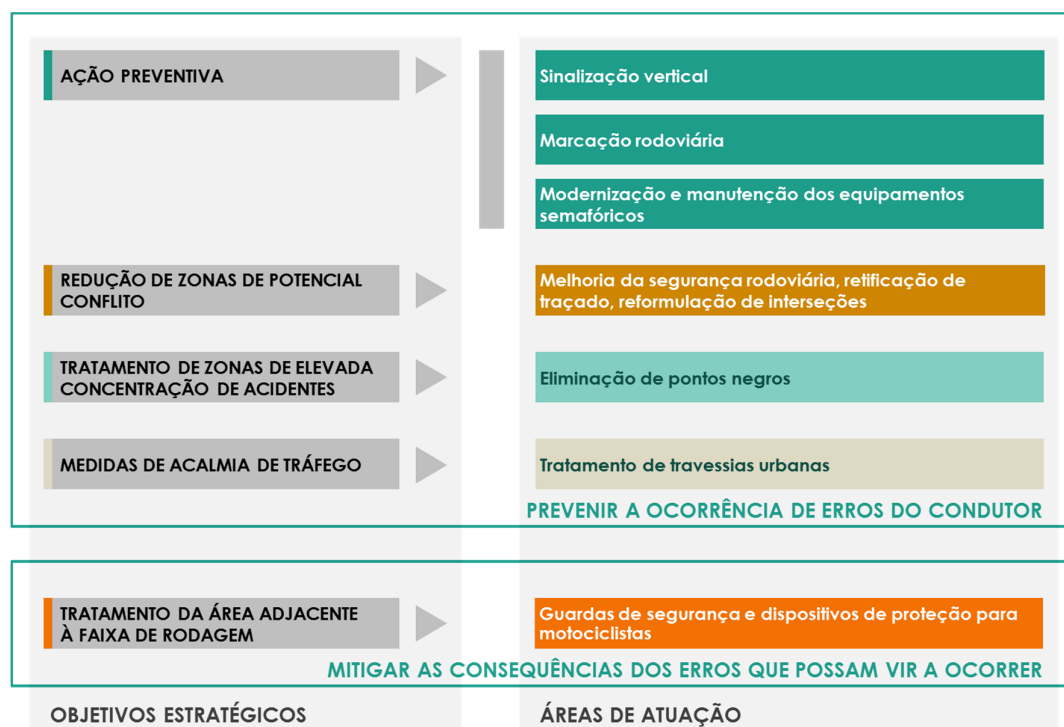 AÇÃO PREVENTIVA
Sinalização vertical
Marcação rodoviária
Modernização e manutenção dos equipamentos
semafóricos
REDUÇÃO DE ZONAS DE POTENCIAL
CONFLITO
Melhoria da segurança rodoviária, retificação de
traçado, reformulação de interseções
TRATAMENTO DE ZONAS DE ELEVADA
CONCENTRAÇÃO DE ACIDENTES
Eliminação de pontos negros
MEDIDAS DE ACALMIA DE TRÁFEGO
Tratamento de travessias urbanas
PREVENIR A OCORRÊNCIA DE ERROS DO CONDUTOR
TRATAMENTO DA ÁREA ADJACENTE
À FAIXA DE RODAGEM
Guardas de segurança e dispositivos de proteção para
motociclistas
MITIGAR AS CONSEQUÊNCIAS DOS ERROS QUE POSSAM VIR A OCORRER
OBJETIVOS ESTRATÉGICOS
ÁREAS DE ATUAÇÃO